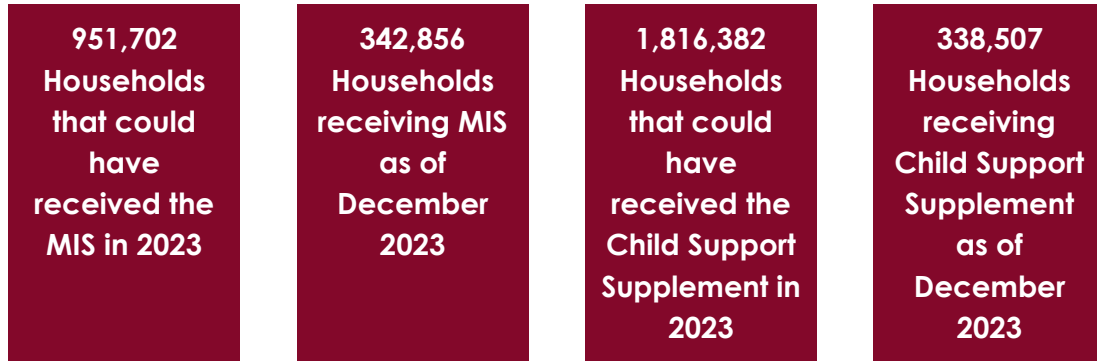 951,702
Households
that could
have
received the
MIS in 2023
342,856
Households
receiving MIS
as of
December
2023
1,816,382
Households
that could
have
received the
Child Support
Supplement in
2023
338,507
Households
receiving
Child Support
Supplement
as of
December
2023